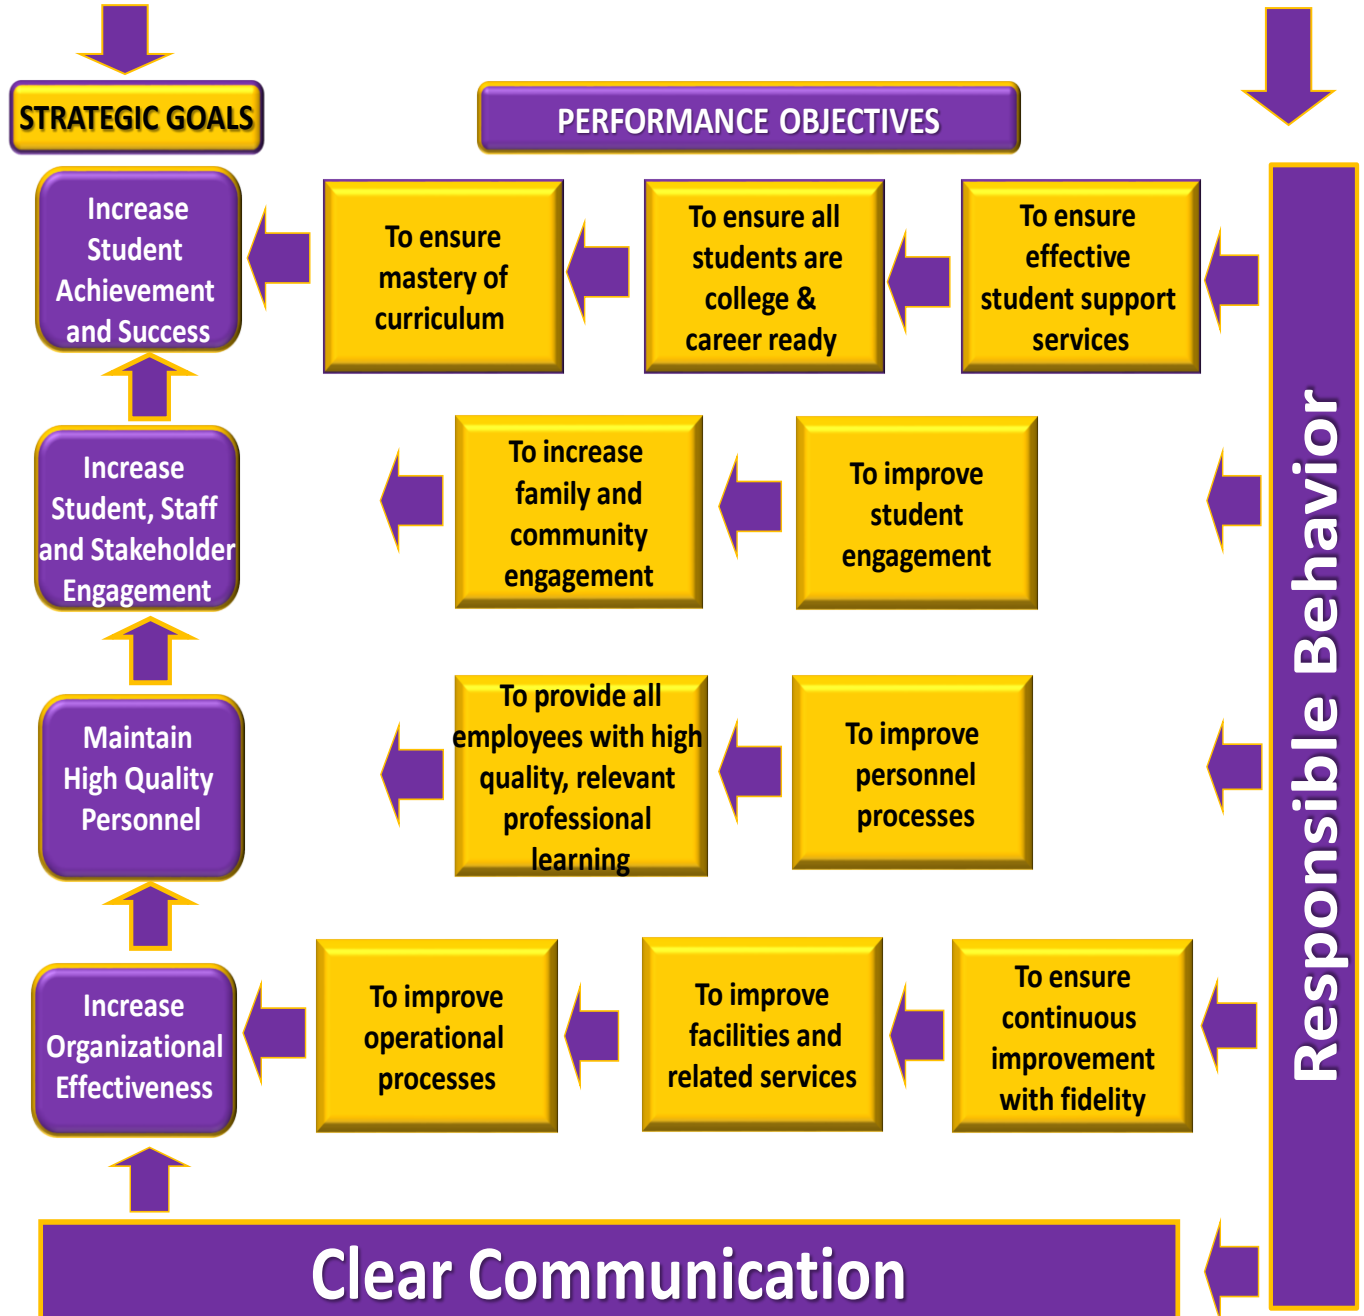 STRATEGIC GOALS
PERFORMANCE OBJECTIVES
Increase
Student
Achievement
and Success
To ensure
mastery of
curriculum
To ensure all
students are
college &
career ready
To ensure
effective
student support
services
Increase
Student, Staff
and Stakeholder
Engagement
To increase
family and
community
engagement
To improve
student
engagement
Maintain
High Quality
Personnel
To provide all
employees with high
quality, relevant
professional
learning
To improve
personnel
processes
Increase
Organizational
Effectiveness
To improve
operational
processes
To improve
facilities and
related services
To ensure
continuous
improvement
with fidelity
Responsible Behavior
Clear Communication